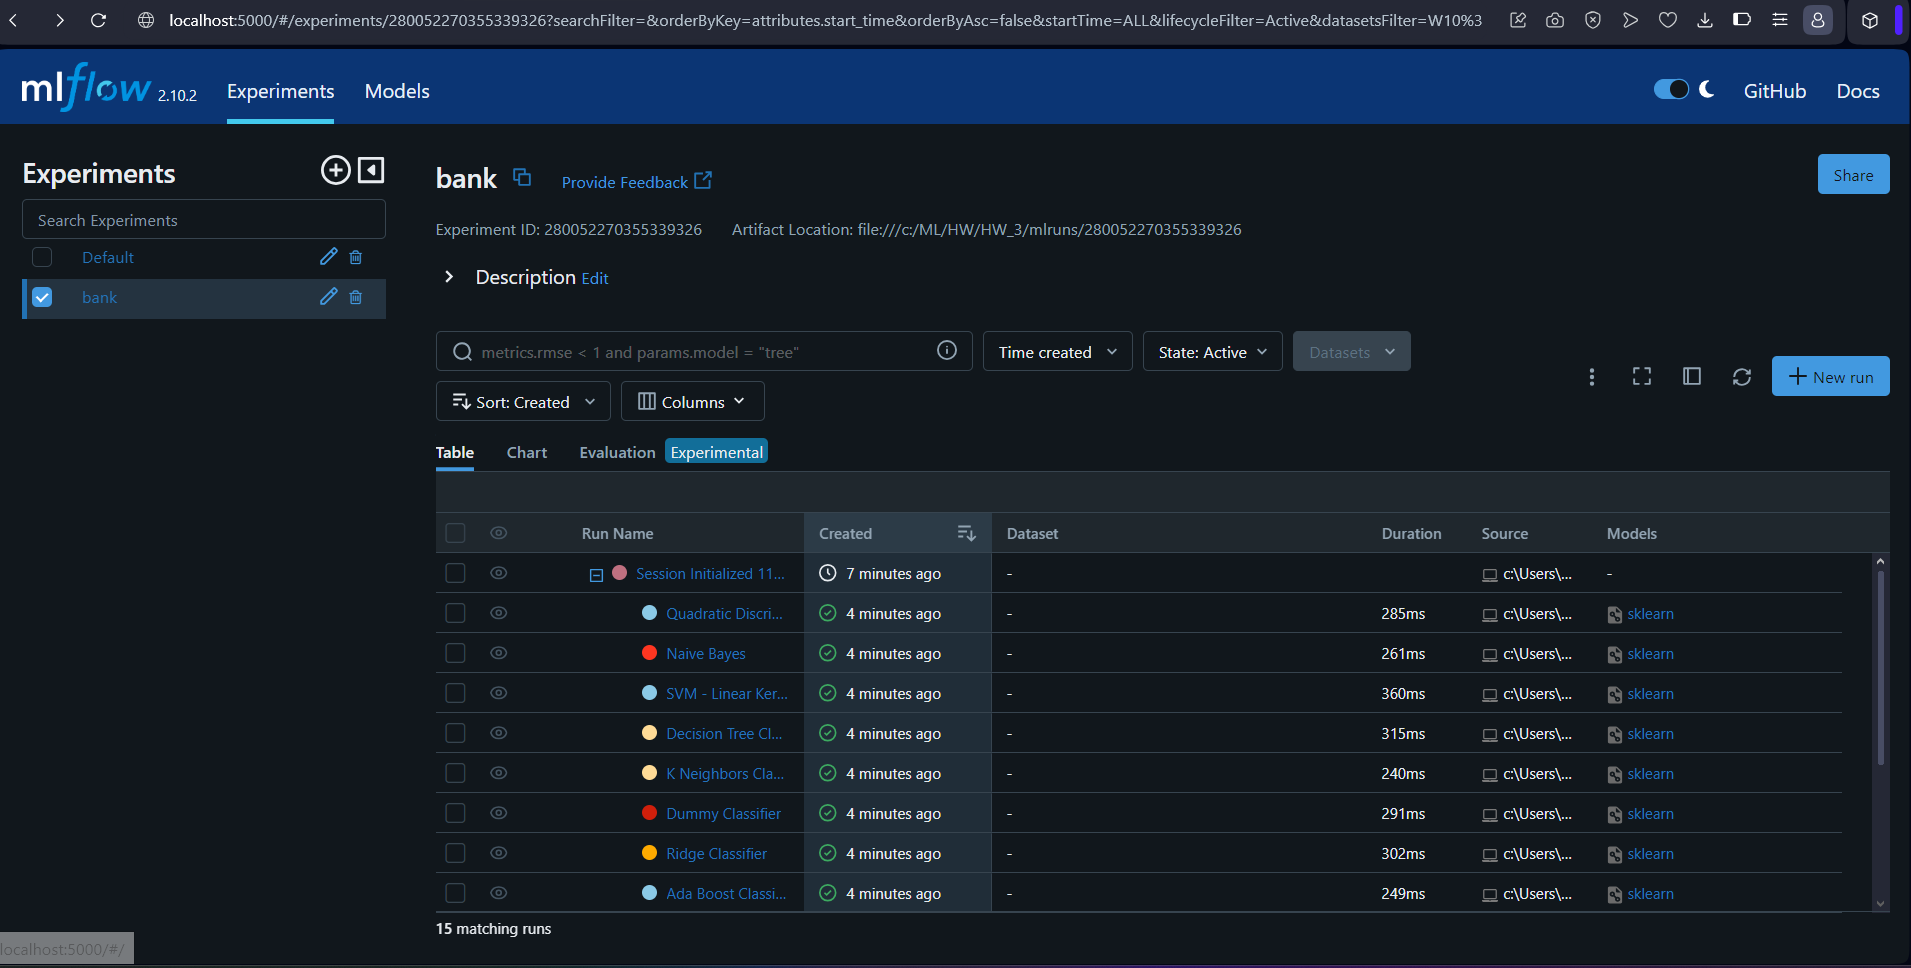 localhost:5000/#/experiments/280052270355339326?searchFilter=&orderByKey=attributes.start_time&orderByAsc=false&startTime=ALL&lifecycleFilter=Active&datasetsFilter=W10%3
mlflow 2.10.2 Experiments Models GitHub Docs
Experiments
Search Experiments
Default
bank
bank Provide Feedback Share
Experiment ID: 280052270355339326 Artifact Location: file:///c:/ML/HW/HW_3/mlruns/280052270355339326
Description Edit
metrics.rmse < 1 and params.model = "tree" Time created State: Active Datasets
New run
Sort: Created Columns
Table Chart Evaluation Experimental
Run Name Created Dataset Duration Source Models
Session Initialized 11... 7 minutes ago - c:\Users\... -
Quadratic Discri... 4 minutes ago - 285ms c:\Users\... sklearn
Naive Bayes 4 minutes ago - 261ms c:\Users\... sklearn
SVM - Linear Ker... 4 minutes ago - 360ms c:\Users\... sklearn
Decision Tree Cl... 4 minutes ago - 315ms c:\Users\... sklearn
K Neighbors Cla... 4 minutes ago - 240ms c:\Users\... sklearn
Dummy Classifier 4 minutes ago - 291ms c:\Users\... sklearn
Ridge Classifier 4 minutes ago - 302ms c:\Users\... sklearn
Ada Boost Classi... 4 minutes ago - 249ms c:\Users\... sklearn
15 matching runs
localhost:5000/#/